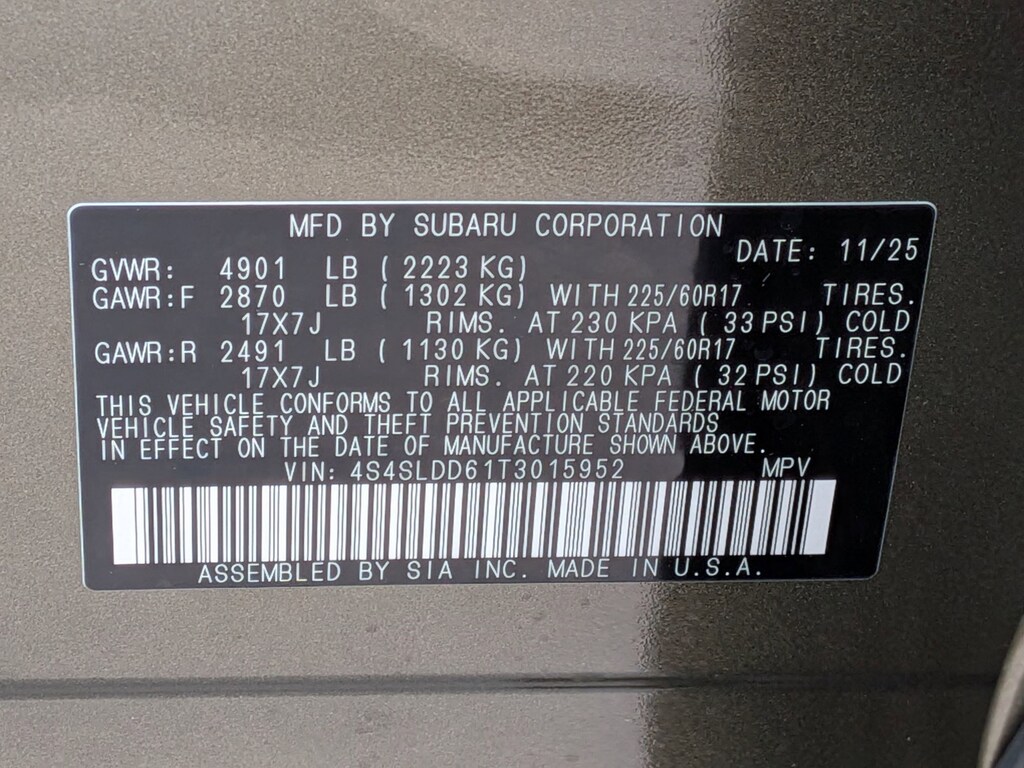 MFD BY SUBARU CORPORATION
DATE: 11/25
GVWR: 4901 LB ( 2223 KG)
GAWR:F 2870 LB ( 1302 KG) WITH 225/60R17 TIRES.
17X7J RIMS. AT 230 KPA ( 33 PSI) COLD
GAWR:R 2491 LB ( 1130 KG) WITH 225/60R17 TIRES.
17X7J RIMS. AT 220 KPA ( 32 PSI) COLD
THIS VEHICLE CONFORMS TO ALL APPLICABLE FEDERAL MOTOR
VEHICLE SAFETY AND THEFT PREVENTION STANDARDS
IN EFFECT ON THE DATE OF MANUFACTURE SHOWN ABOVE.
VIN: 4S4SLDD61T3015952 MPV
ASSEMBLED BY SIA INC. MADE IN U.S.A.